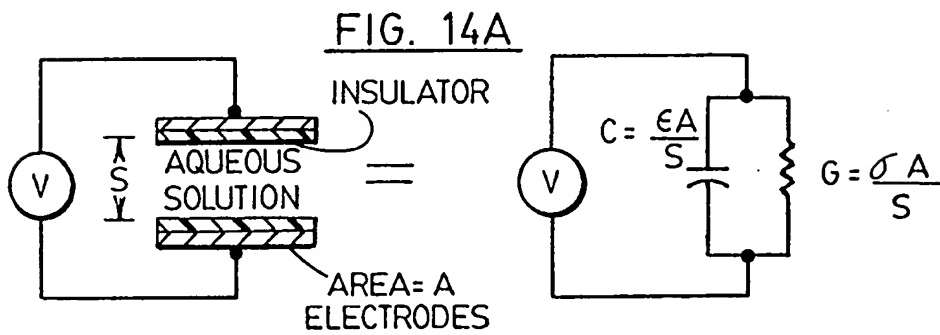 FIG. 14A
INSULATOR
V
S
AQUEOUS
SOLUTION
=
AREA= A
ELECTRODES
V
C = εA
S
G = σ A
S